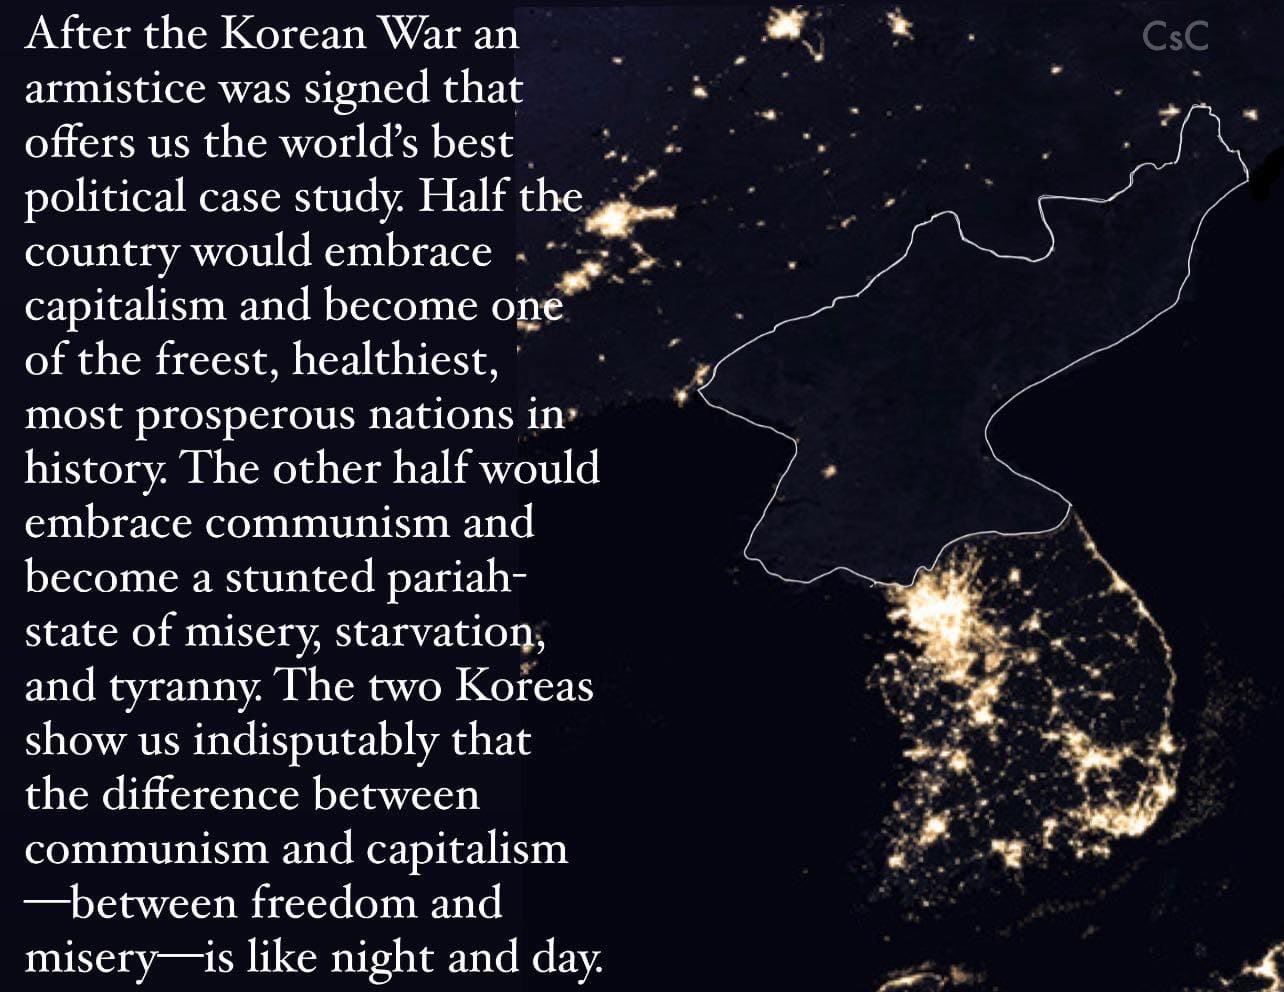 After the Korean War an
armistice was signed that
offers us the world’s best
political case study. Half the
country would embrace
capitalism and become one
of the freest, healthiest,
most prosperous nations in
history. The other half would
embrace communism and
become a stunted pariah-
state of misery, starvation,
and tyranny. The two Koreas
show us indisputably that
the difference between
communism and capitalism
—between freedom and
misery—is like night and day.
CsC